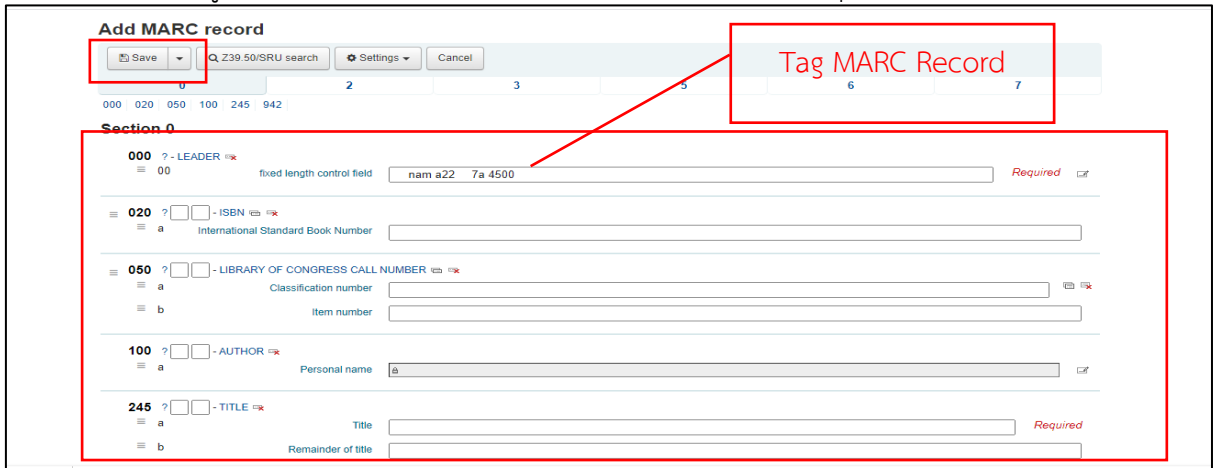 Add MARC record
Save Z39.50/SRU search Settings Cancel
Tag MARC Record
0 2 3 5 6 7
000 020 050 100 245 942
Section 0
000 ? - LEADER
00 fixed length control field nam a22 7a 4500 Required
020 ? - ISBN
a International Standard Book Number
050 ? - LIBRARY OF CONGRESS CALL NUMBER
a Classification number
b Item number
100 ? - AUTHOR
a Personal name
245 ? - TITLE
a Title Required
b Remainder of title